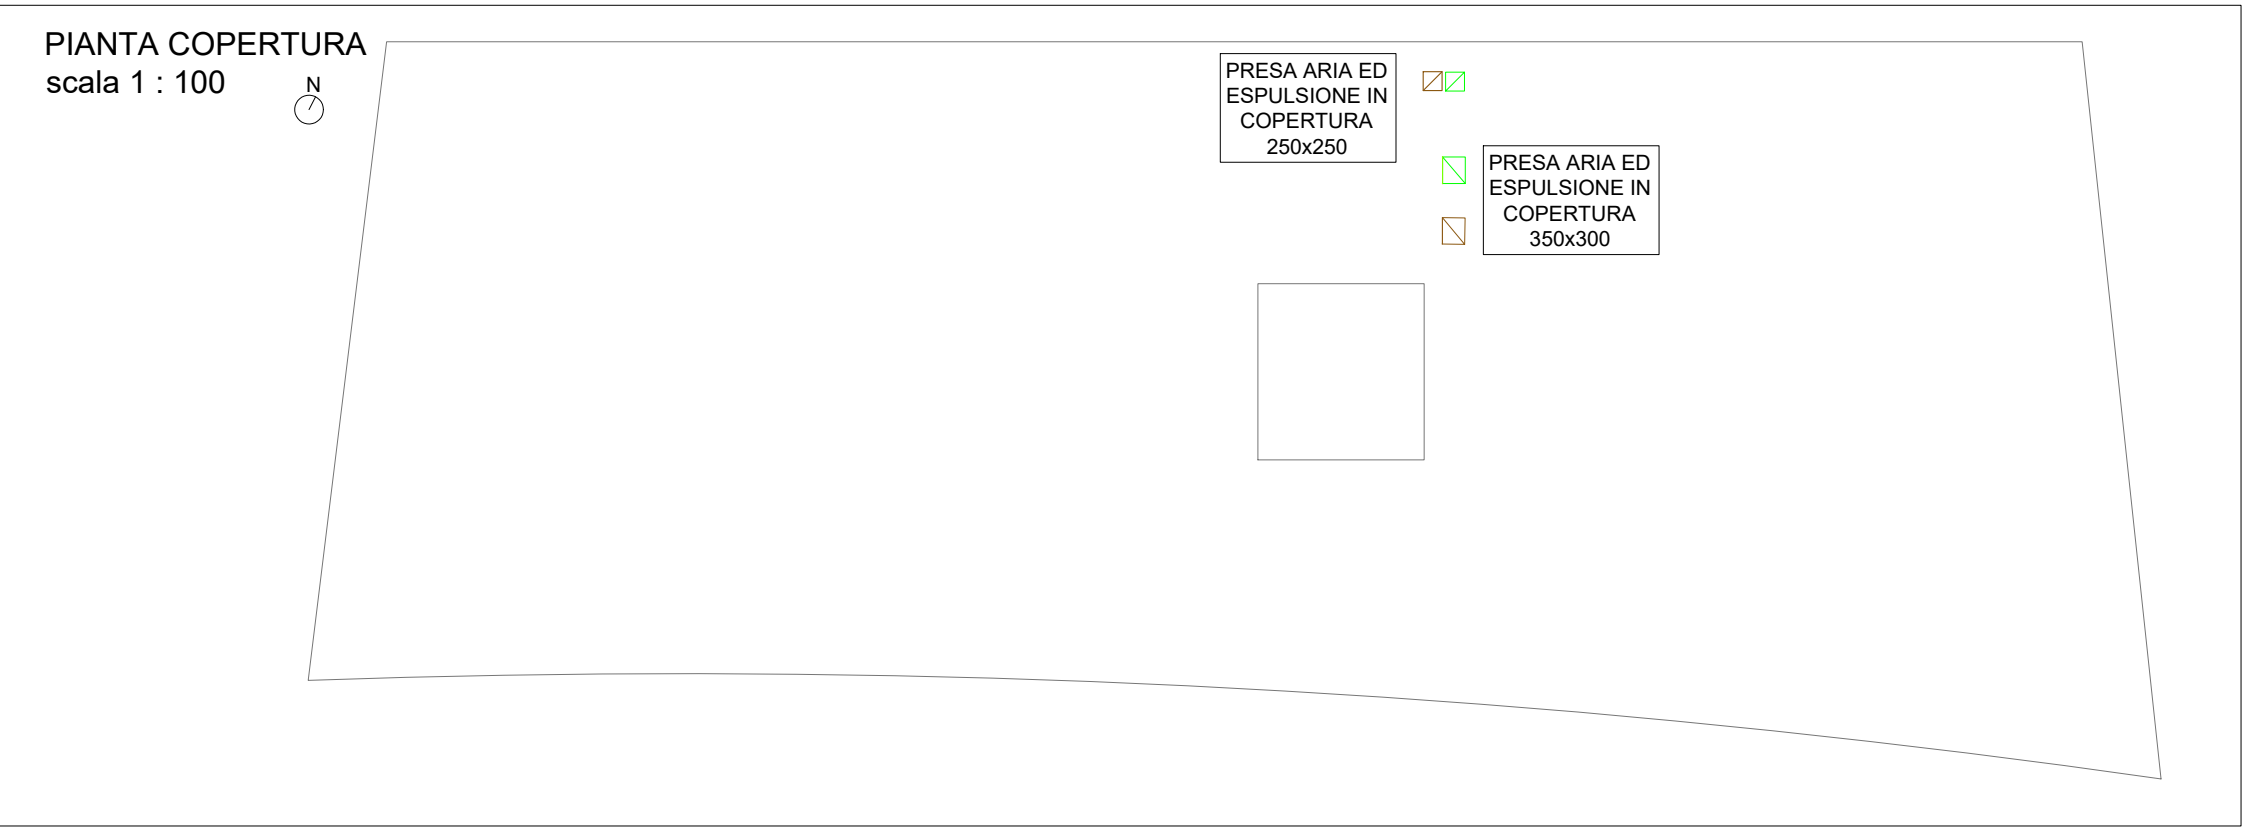 PIANTA COPERTURA
scala 1 : 100
N
PRESA ARIA ED
ESPULSIONE IN
COPERTURA
250x250
PRESA ARIA ED
ESPULSIONE IN
COPERTURA
350x300